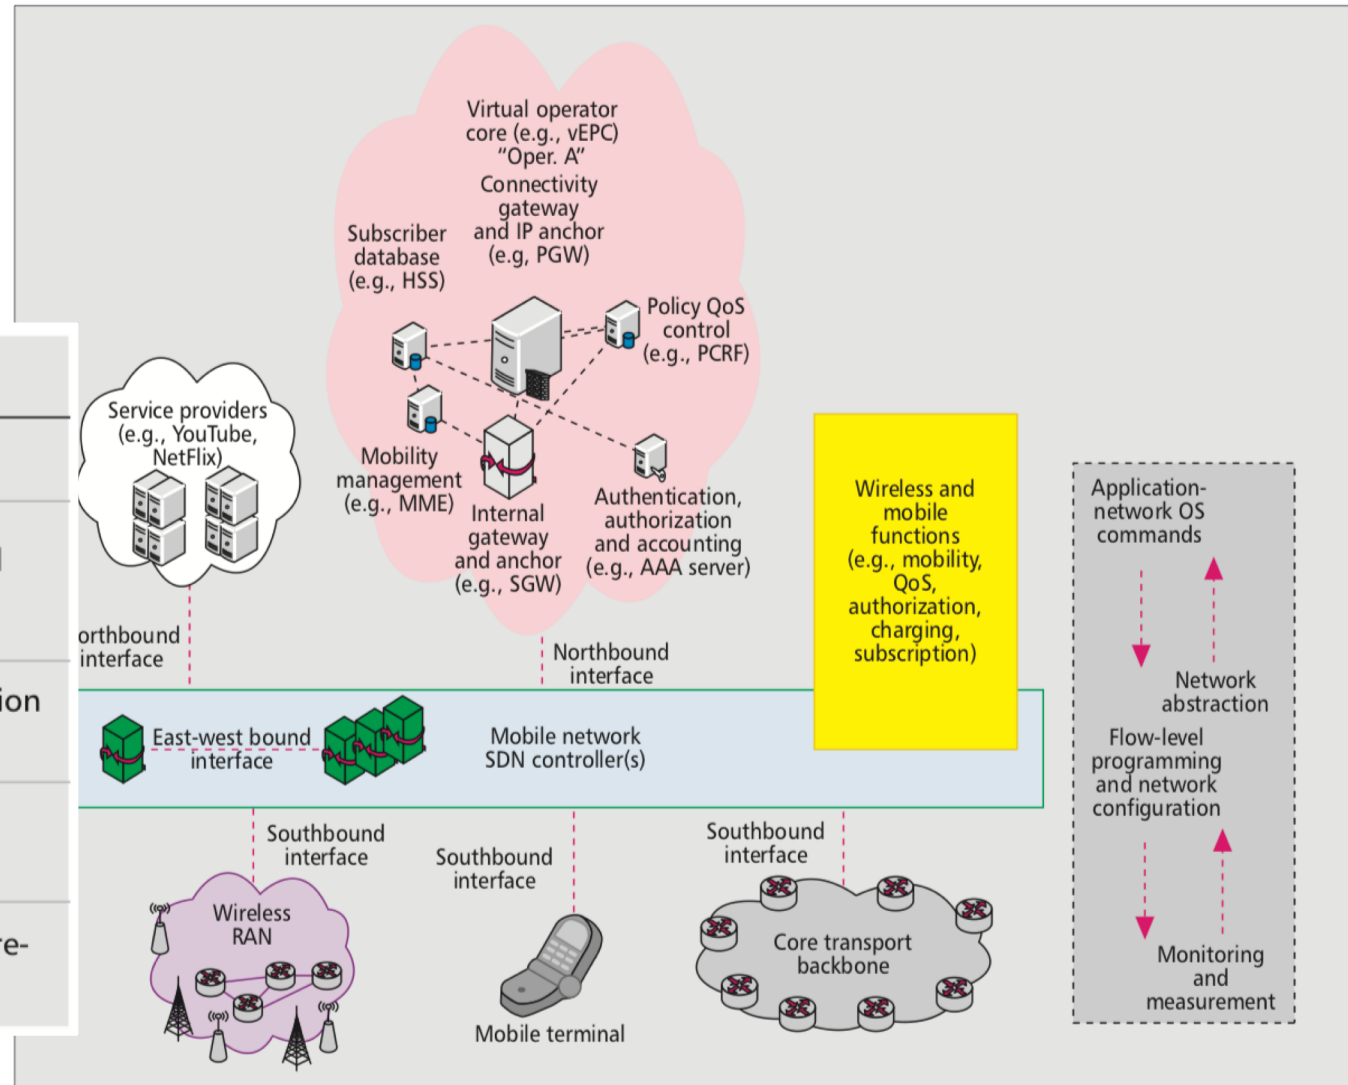 Virtual operator
core (e.g., vEPC)
“Oper. A”
Connectivity
gateway
and IP anchor
(e.g, PGW)
Subscriber
database
(e.g., HSS)
Policy QoS
control
(e.g., PCRF)
Service providers
(e.g., YouTube,
NetFlix)
Mobility
management
(e.g., MME)
Internal
gateway
and anchor
(e.g., SGW)
Authentication,
authorization
and accounting
(e.g., AAA server)
Wireless and
mobile
functions
(e.g., mobility,
QoS,
authorization,
charging,
subscription)
Application-
network OS
commands
orthbound
interface
Northbound
interface
Network
abstraction
ion
East-west bound
interface
Mobile network
SDN controller(s)
Flow-level
programming
and network
configuration
Southbound
interface
Southbound
interface
Southbound
interface
Wireless
RAN
re-
Core transport
backbone
Monitoring
and
measurement
Mobile terminal